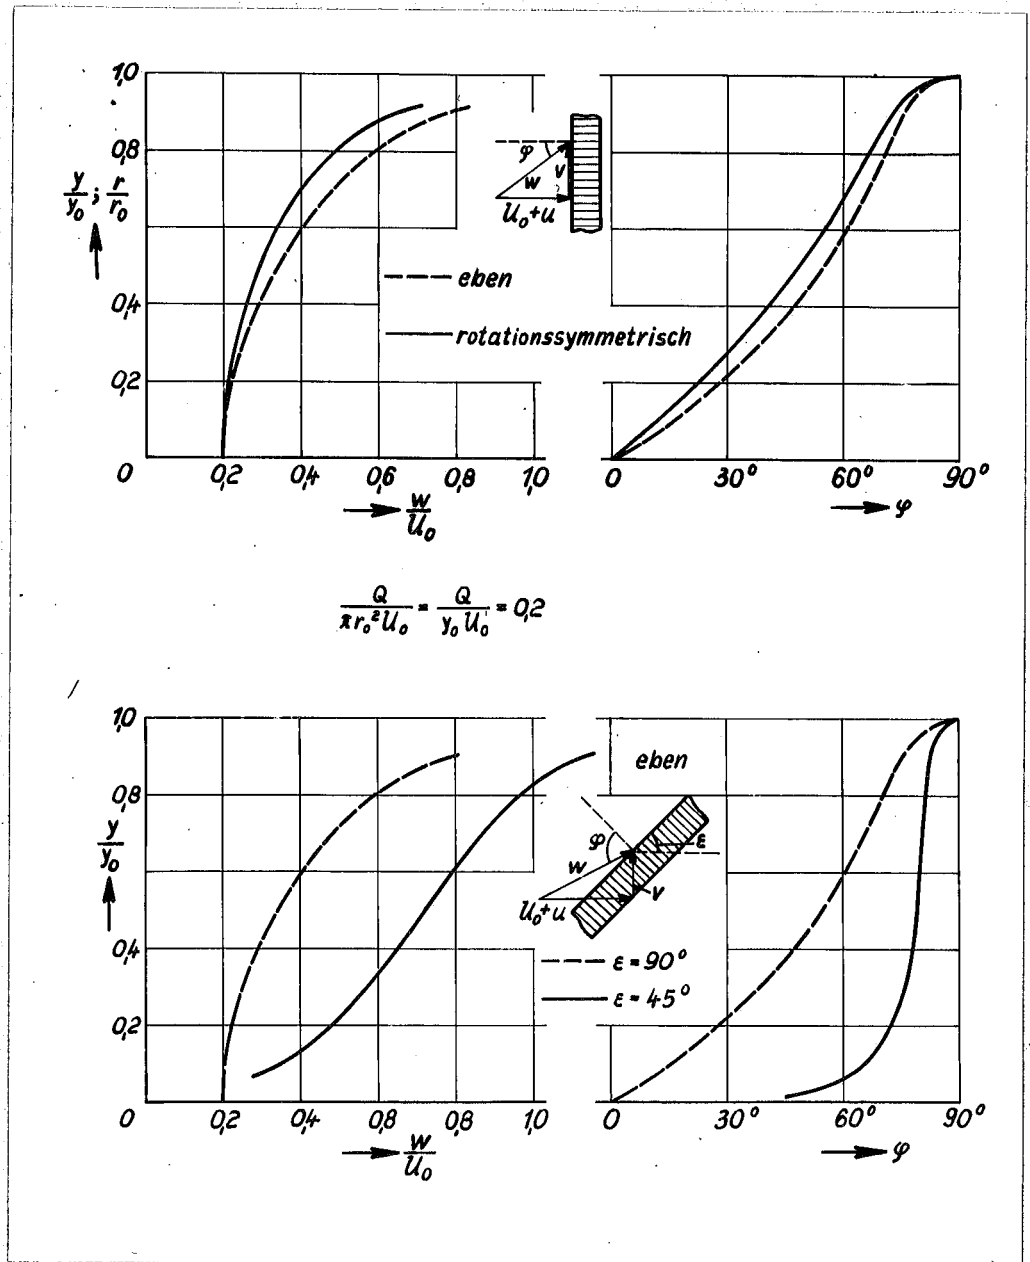 1,0
0,8
y/y₀ ; r/r₀
0,4
0,2
0
0,2 0,4 0,6 0,8 1,0
w/U₀
φ
w
v
U₀+u
eben
rotationssymmetrisch
0 30° 60° 90°
φ
Q/πr₀²U₀ = Q/y₀U₀ = 0,2
1,0
0,8
y/y₀
0,4
0,2
0
0,2 0,4 0,8 0,8 1,0
w/U₀
eben
φ
ε
w
v
U₀+u
ε = 90°
ε = 45°
0 30° 60° 90°
φ